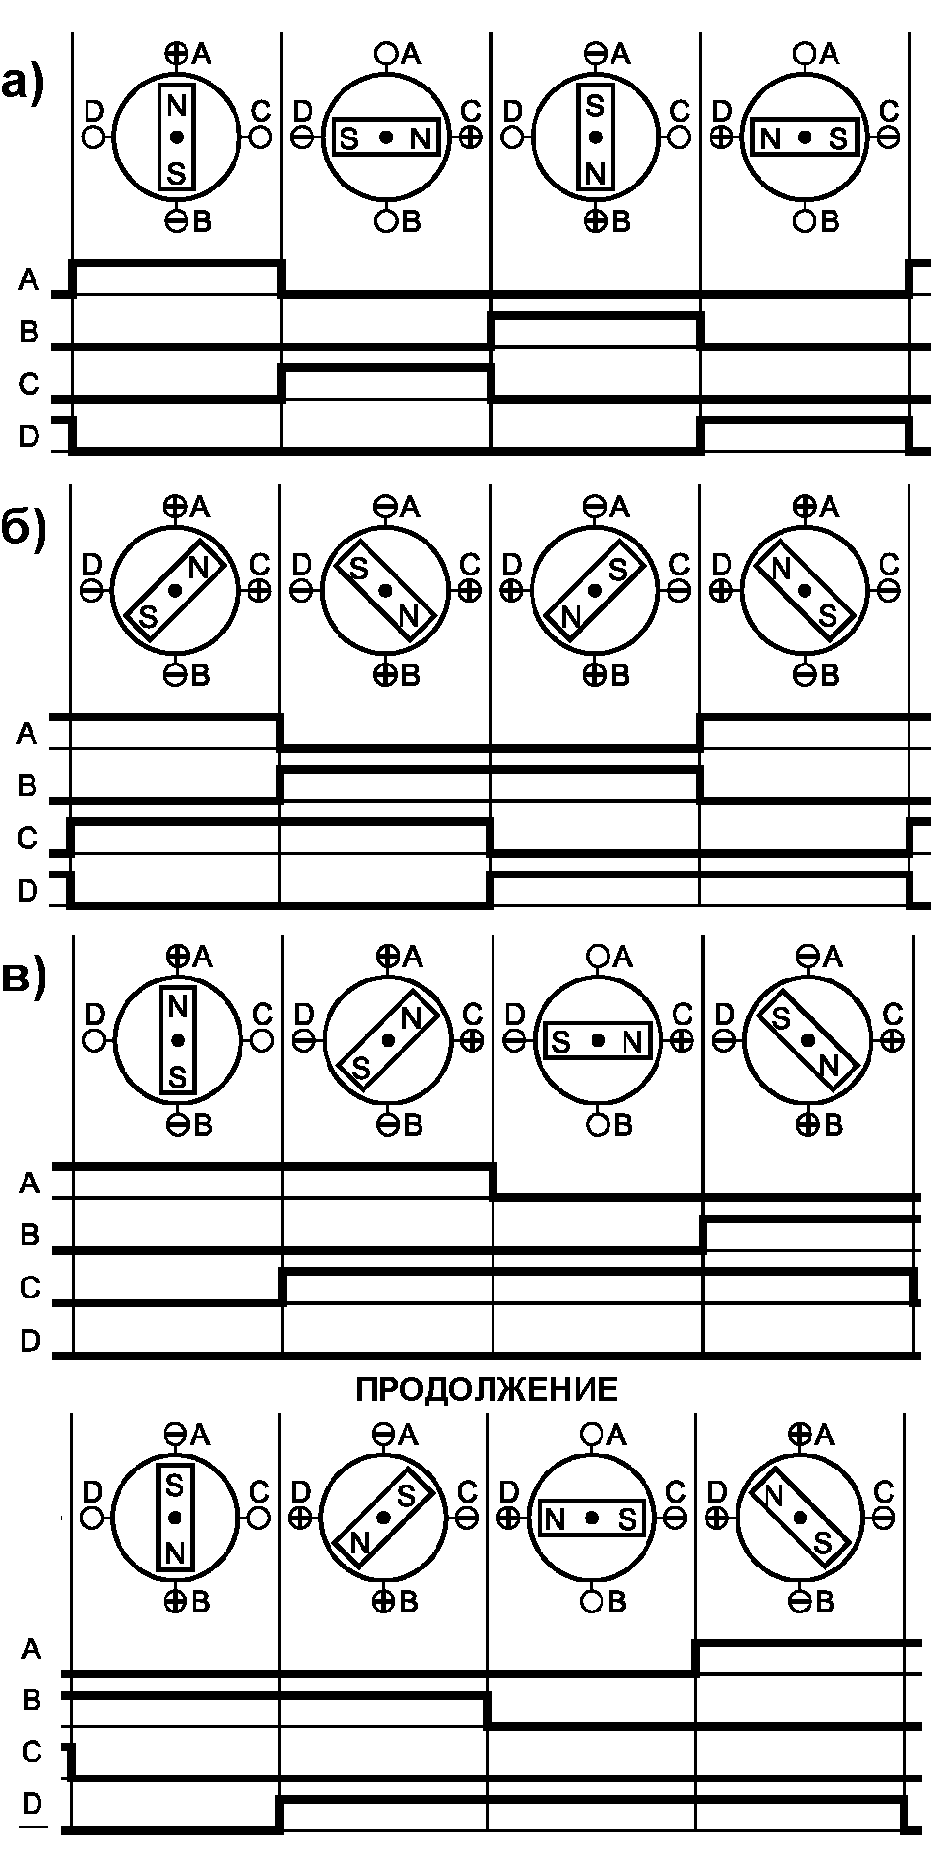 A A A A
а)
D N C D C D S C D C
S N N S
S N
B B B B
A
B
C
D
A A A A
б)
D N C D S C D S C D N C
S N N S
B B B B
A
B
C
D
A A A A
в)
D N C D N C D C D S C
S N
S S N
B B B B
A
B
C
D
ПРОДОЛЖЕНИЕ
A A A A
D S C D S C D C D N C
N S
N N S
B B B B
A
B
C
D